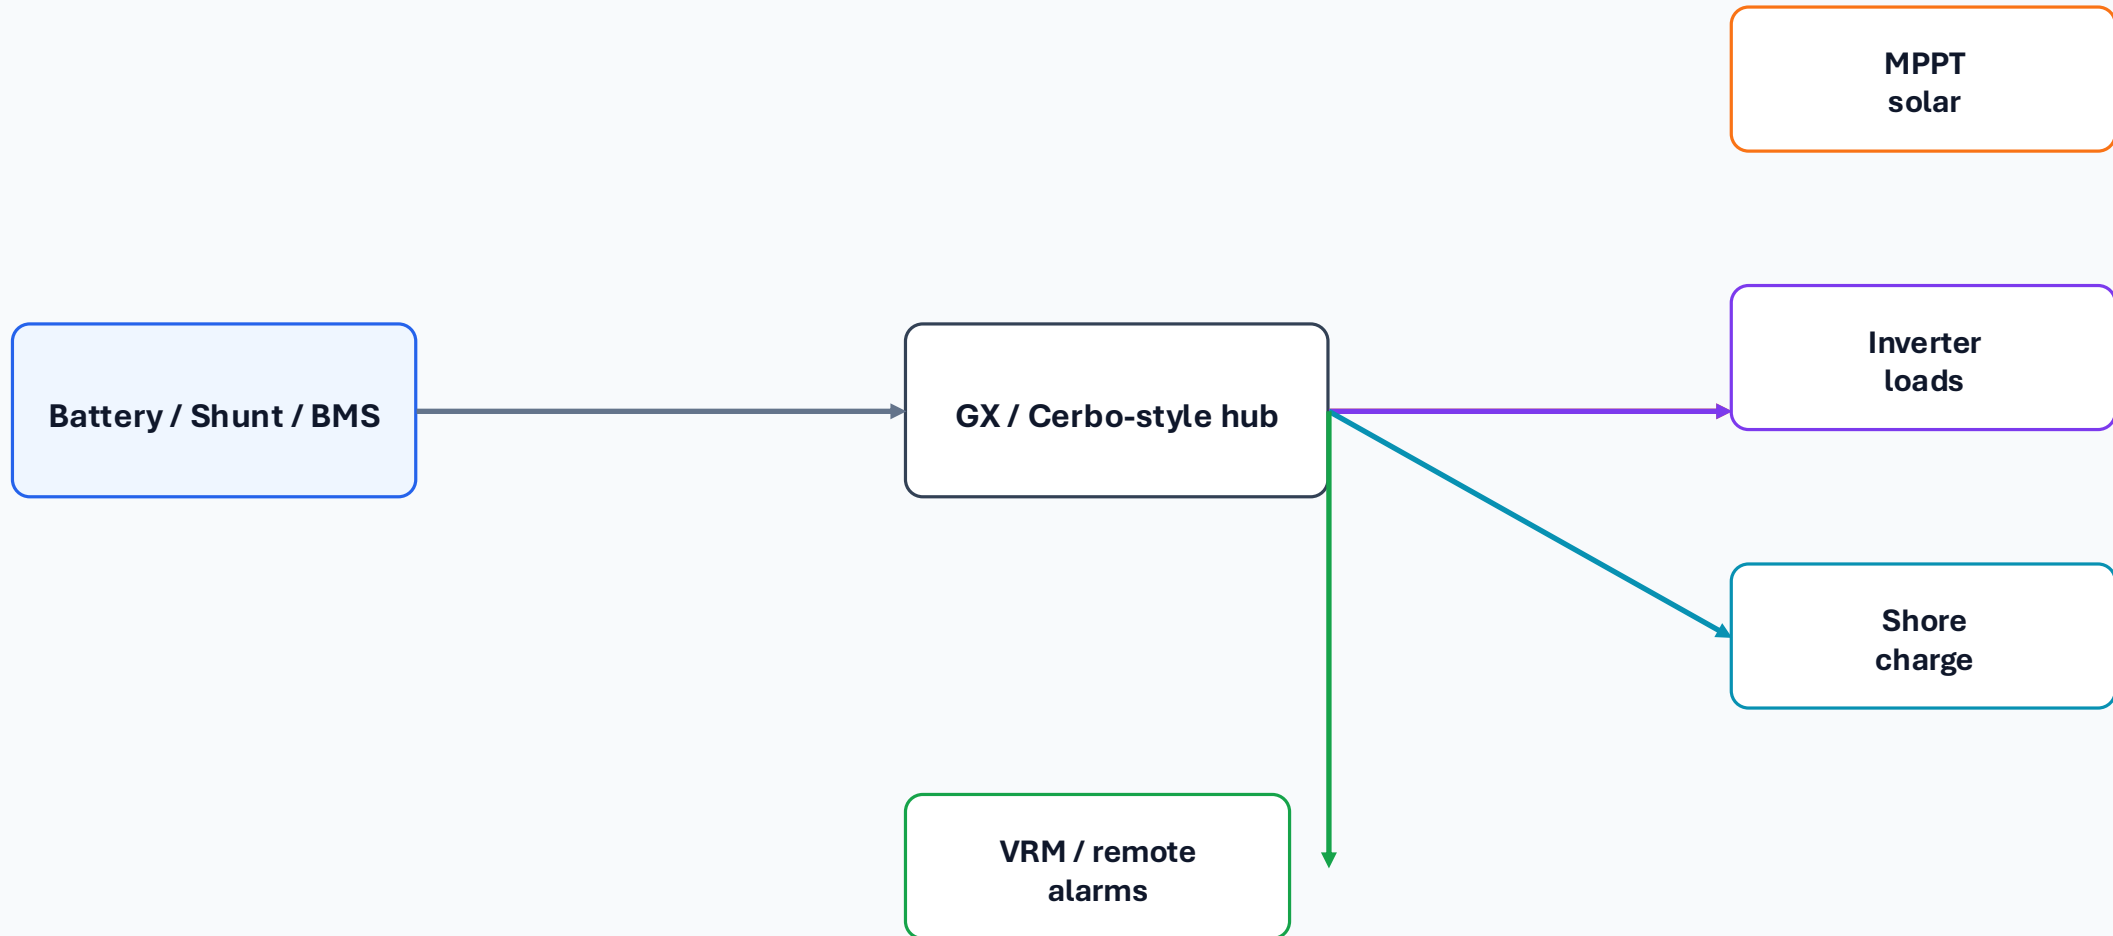 MPPT
solar
Inverter
loads
Battery / Shunt / BMS
GX / Cerbo-style hub
Shore
charge
VRM / remote
alarms